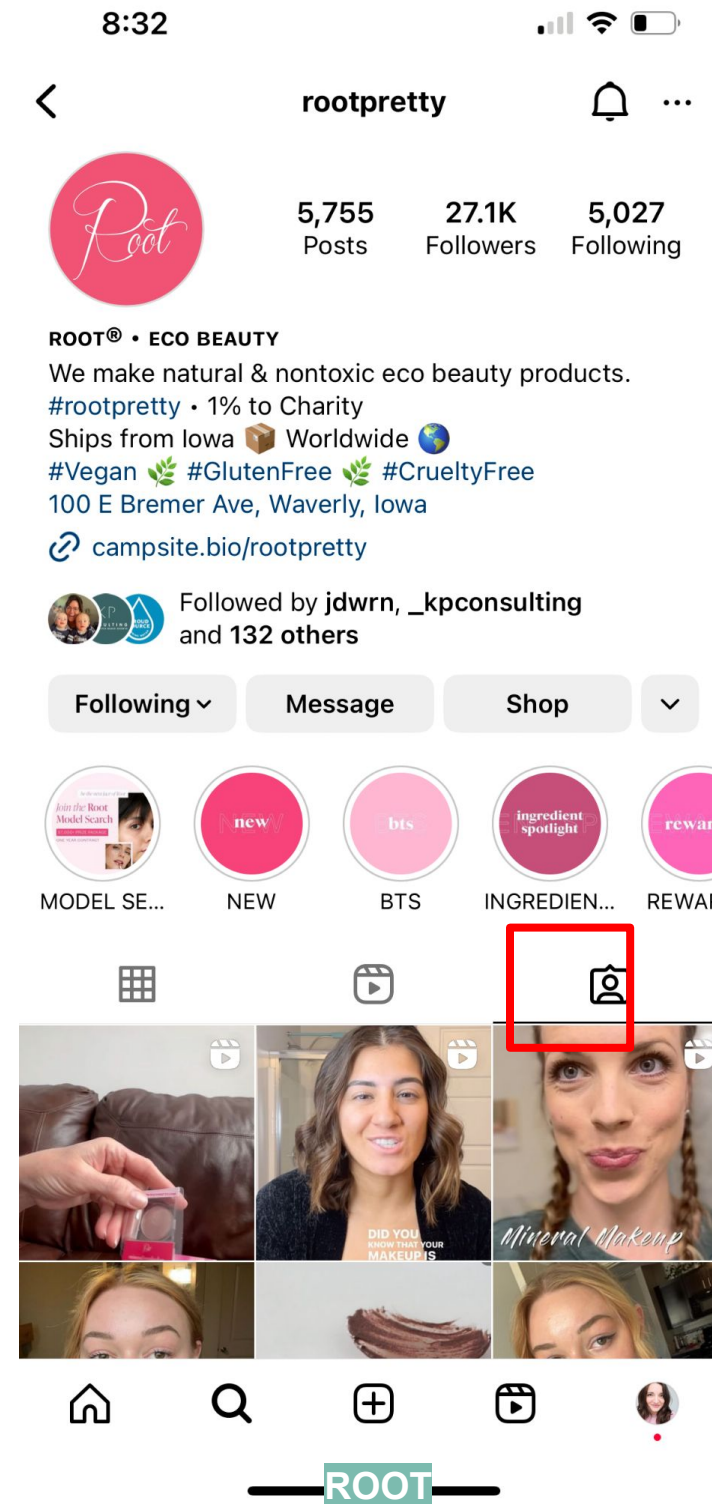 8:32
rootpretty
Root
5,755
Posts
27.1K
Followers
5,027
Following
ROOT® • ECO BEAUTY
We make natural & nontoxic eco beauty products.
#rootpretty • 1% to Charity
Ships from Iowa 📦 Worldwide 🌎
#Vegan 🌿 #GlutenFree 🌿 #CrueltyFree
100 E Bremer Ave, Waverly, Iowa
campsite.bio/rootpretty
Followed by jdwrn, _kpconsulting
and 132 others
Following
Message
Shop
Join the Root
Model Search
new
bts
ingredient
spotlight
rewar
MODEL SE...
NEW
BTS
INGREDIEN...
REWA
DID YOU
KNOW THAT YOUR
MAKEUP IS
Mineral Makeup
ROOT